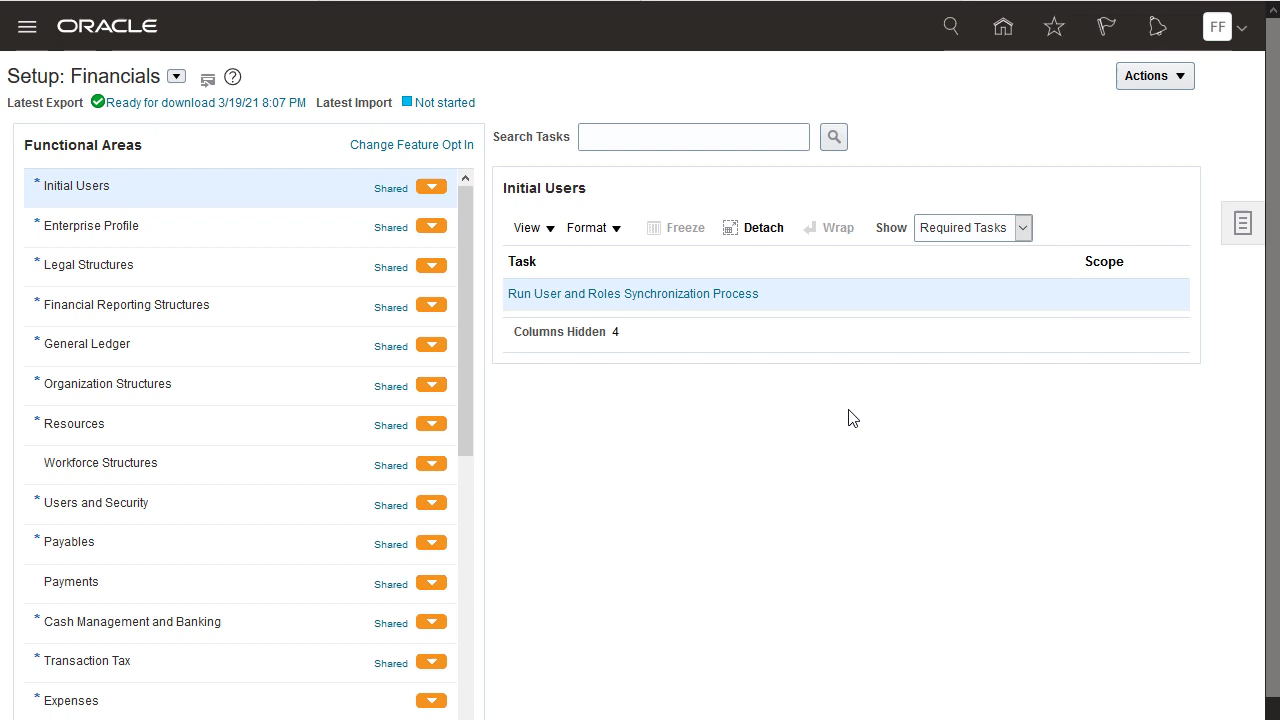 ORACLE
FF
Setup: Financials
Actions
Latest Export Ready for download 3/19/21 8:07 PM Latest Import Not started
Functional Areas
Change Feature Opt In
* Initial Users Shared
* Enterprise Profile Shared
* Legal Structures Shared
* Financial Reporting Structures Shared
* General Ledger Shared
* Organization Structures Shared
* Resources Shared
Workforce Structures Shared
* Users and Security Shared
* Payables Shared
Payments Shared
* Cash Management and Banking Shared
* Transaction Tax Shared
* Expenses
Search Tasks
Initial Users
View Format Freeze Detach Wrap Show Required Tasks
Task Scope
Run User and Roles Synchronization Process
Columns Hidden 4